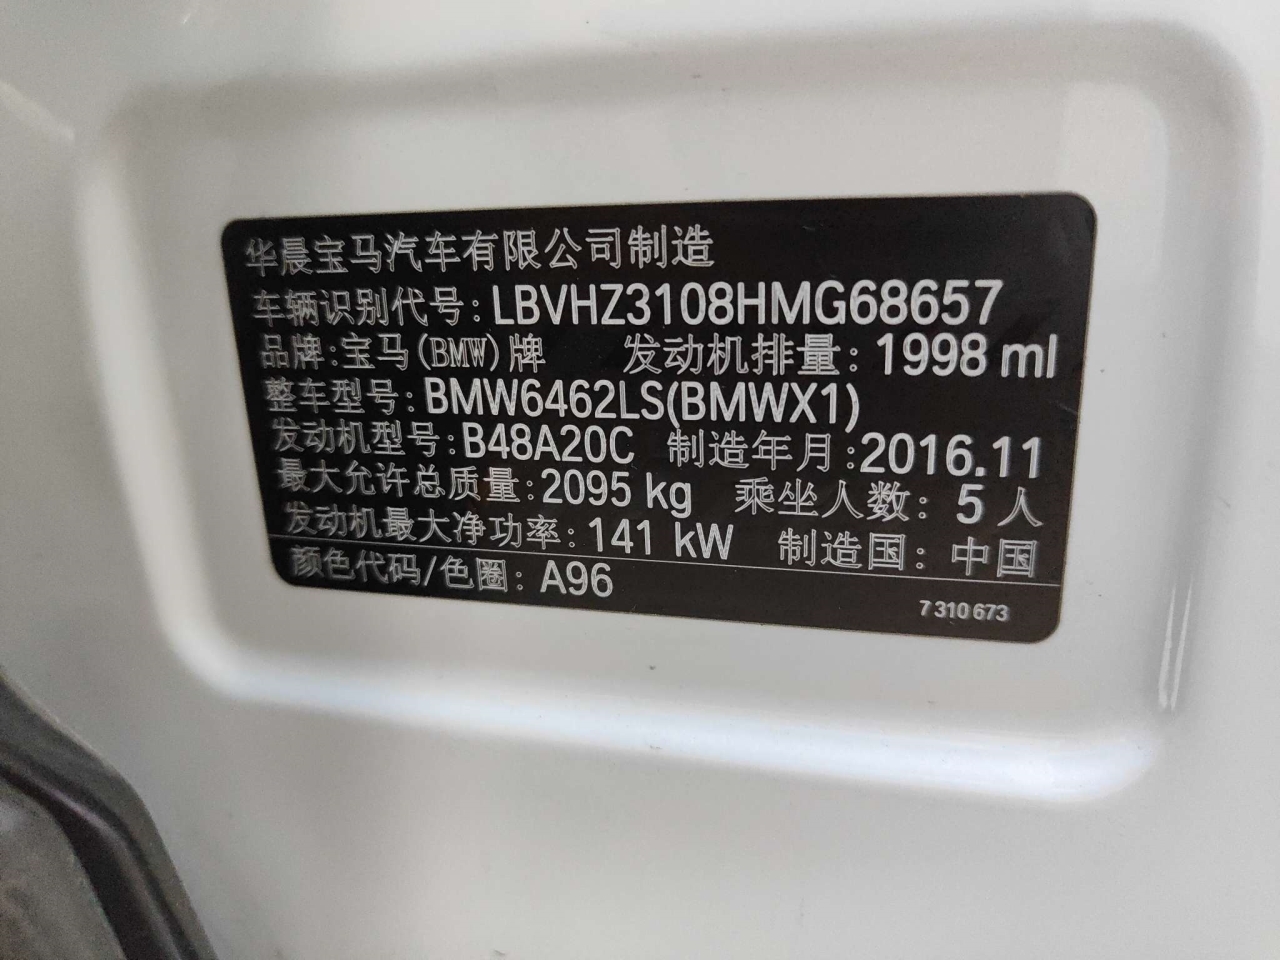 华晨宝马汽车有限公司制造
车辆识别代号: LBVHZ3108HMG68657
品牌: 宝马(BMW)牌 发动机排量: 1998 ml
整车型号: BMW6462LS(BMWX1)
发动机型号: B48A20C 制造年月: 2016.11
最大允许总质量: 2095 kg 乘坐人数: 5 人
发动机最大净功率: 141 kW 制造国: 中国
颜色代码/色圈: A96
7 310 673